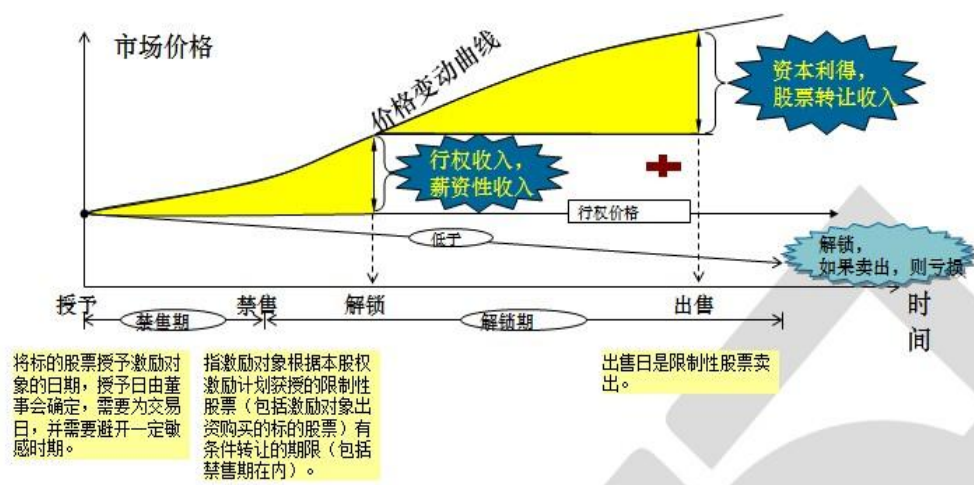 市场价格
价格变动曲线
资本利得，
股票转让收入
行权收入，
薪资性收入
行权价格
低于
解锁，
如果卖出，则亏损
授予
禁售
解锁
出售
时
间
禁售期
解锁期
将标的股票授予激励对
象的日期，授予日由董
事会确定，需要为交易
日，并需要避开一定敏
感时期。
指激励对象根据本股权
激励计划获授的限制性
股票（包括激励对象出
资购买的标的股票）有
条件转让的期限（包括
禁售期在内）。
出售日是限制性股票卖
出。